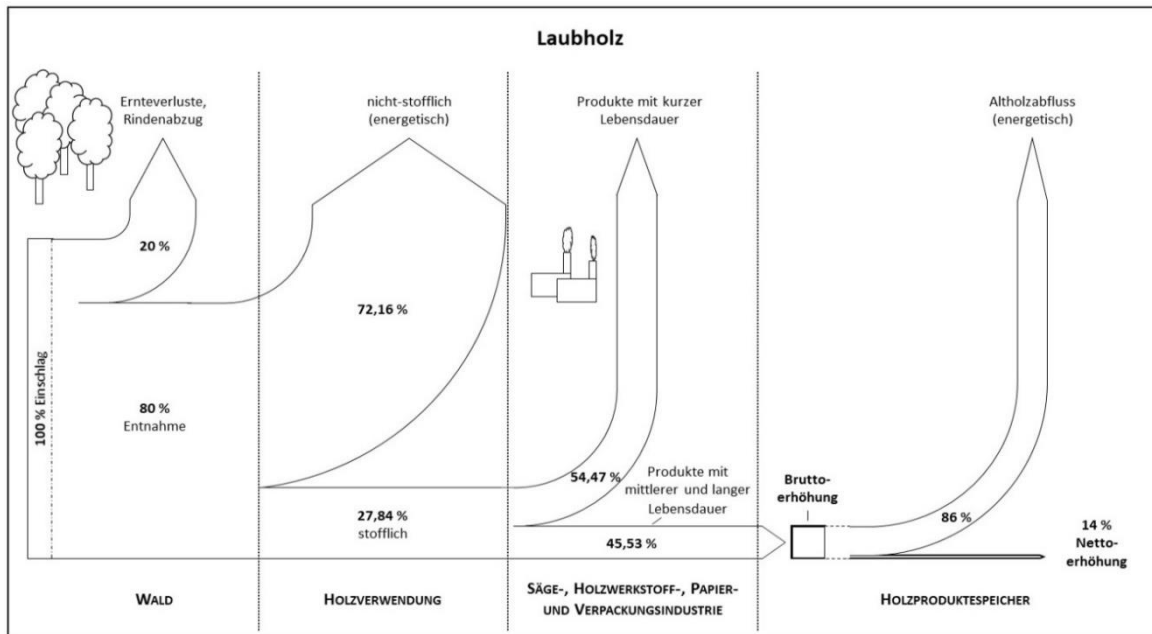 Laubholz
Ernteverluste,
Rindenabzug
nicht-stofflich
(energetisch)
Produkte mit kurzer
Lebensdauer
Altholzabfluss
(energetisch)
20 %
72,16 %
100 % Einschlag
80 %
Entnahme
54,47 %
Produkte mit
mittlerer und langer
Lebensdauer
Brutto-
erhöhung
27,84 %
stofflich
45,53 %
86 %
14 %
Netto-
erhöhung
WALD
HOLZVERWENDUNG
SÄGE-, HOLZWERKSTOFF-, PAPIER-
UND VERPACKUNGSINDUSTRIE
HOLZPRODUKTESPEICHER